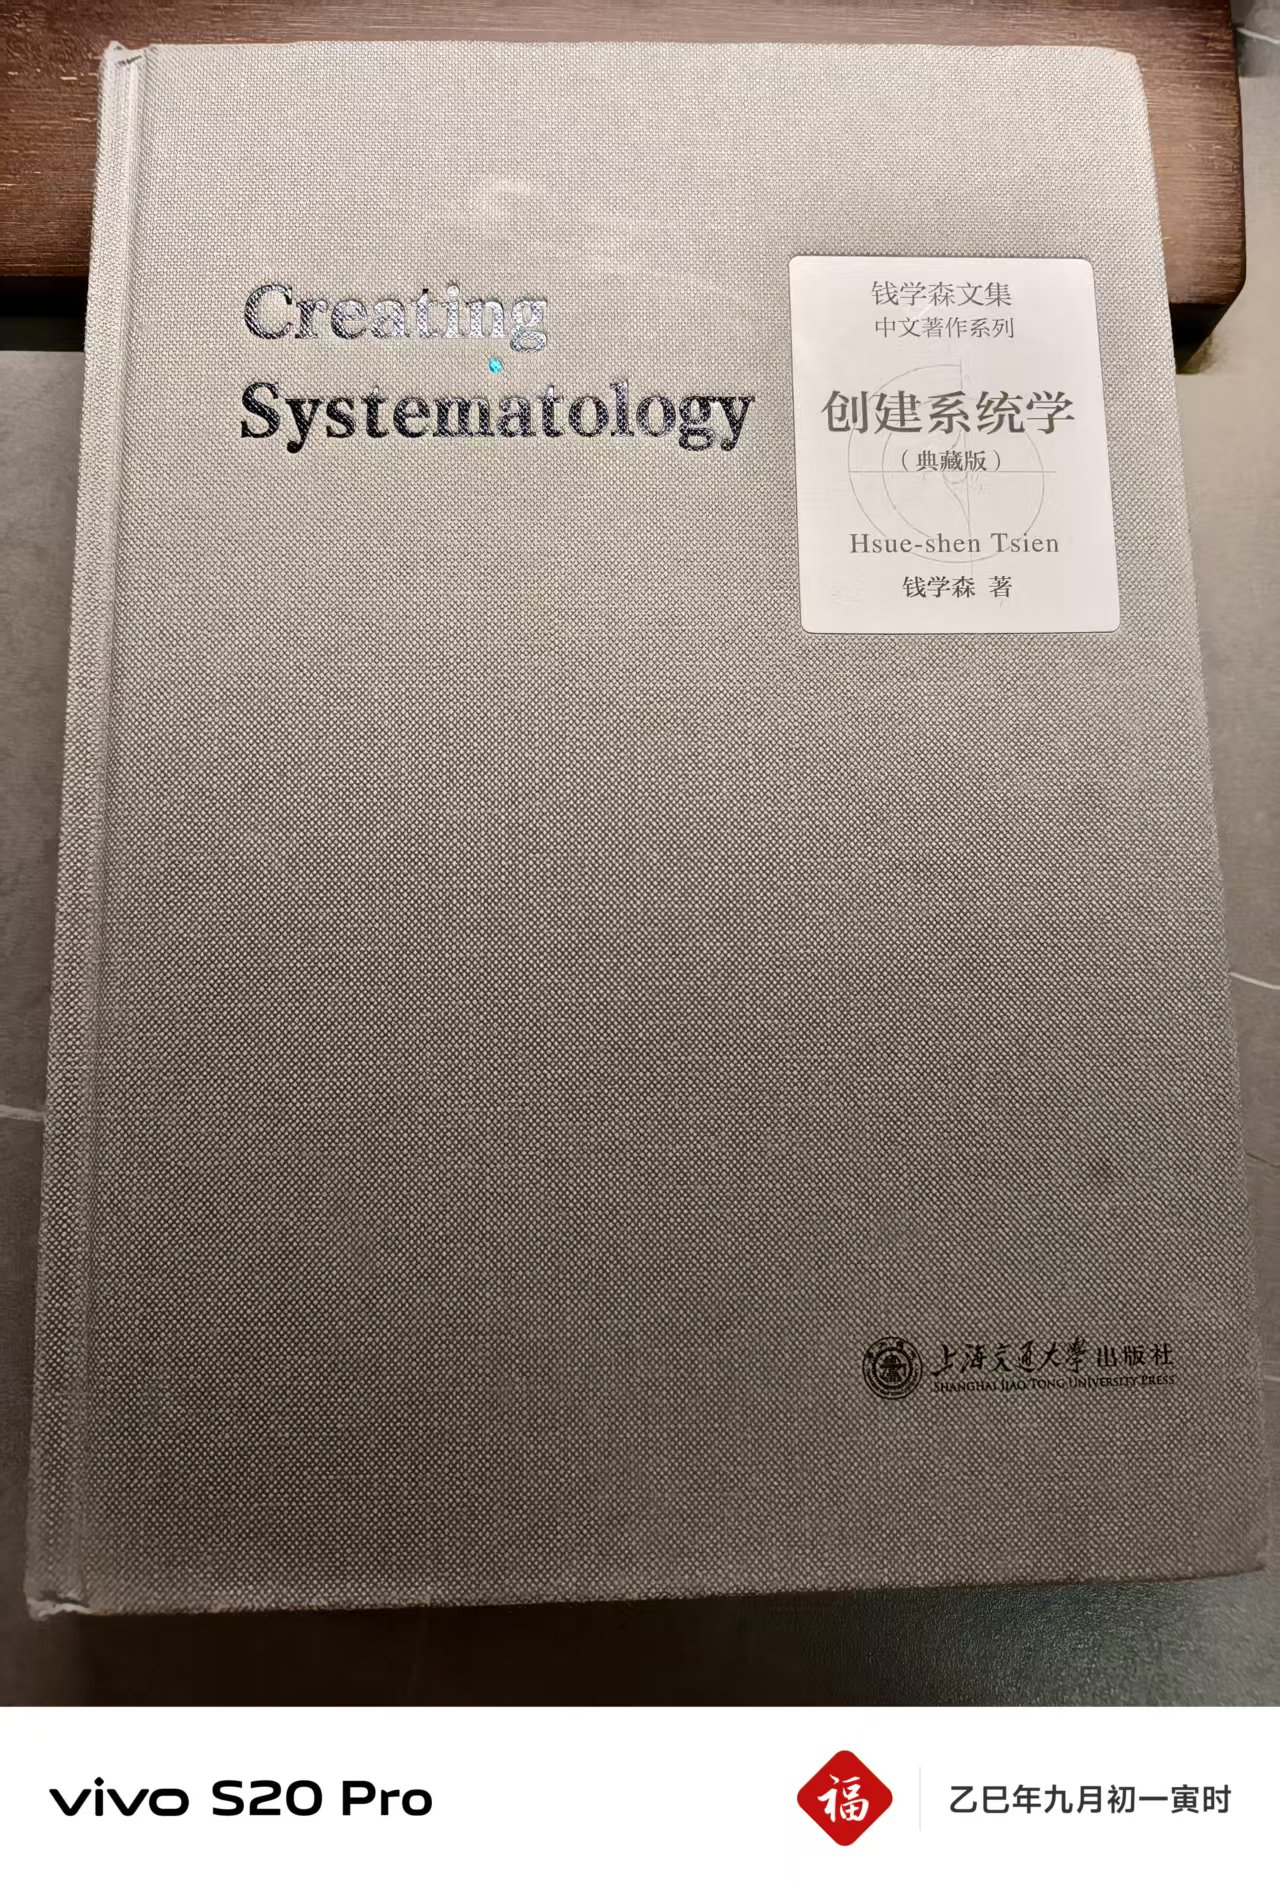 Creating
Systematology
钱学森文集
中文著作系列
创建系统学
（典藏版）
Hsue-shen Tsien
钱学森 著
上海交通大学出版社
SHANGHAI JIAO TONG UNIVERSITY PRESS
vivo S20 Pro
福
乙巳年九月初一寅时